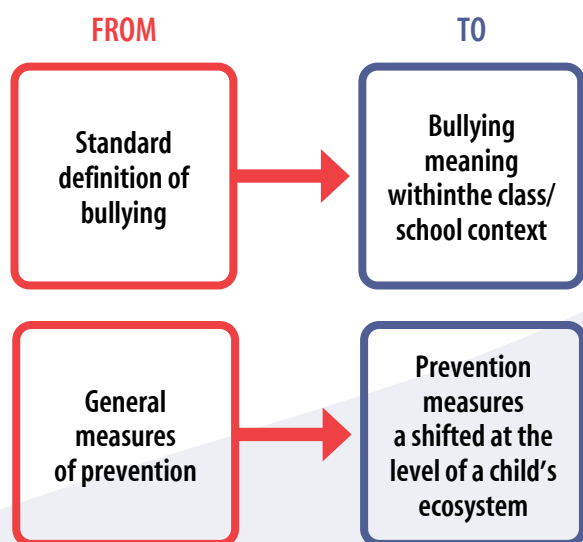 FROM
TO
Standard
definition of
bullying
Bullying
meaning
withinthe class/
school context
General
measures
of prevention
Prevention
measures
a shifted at the
level of a child's
ecosystem